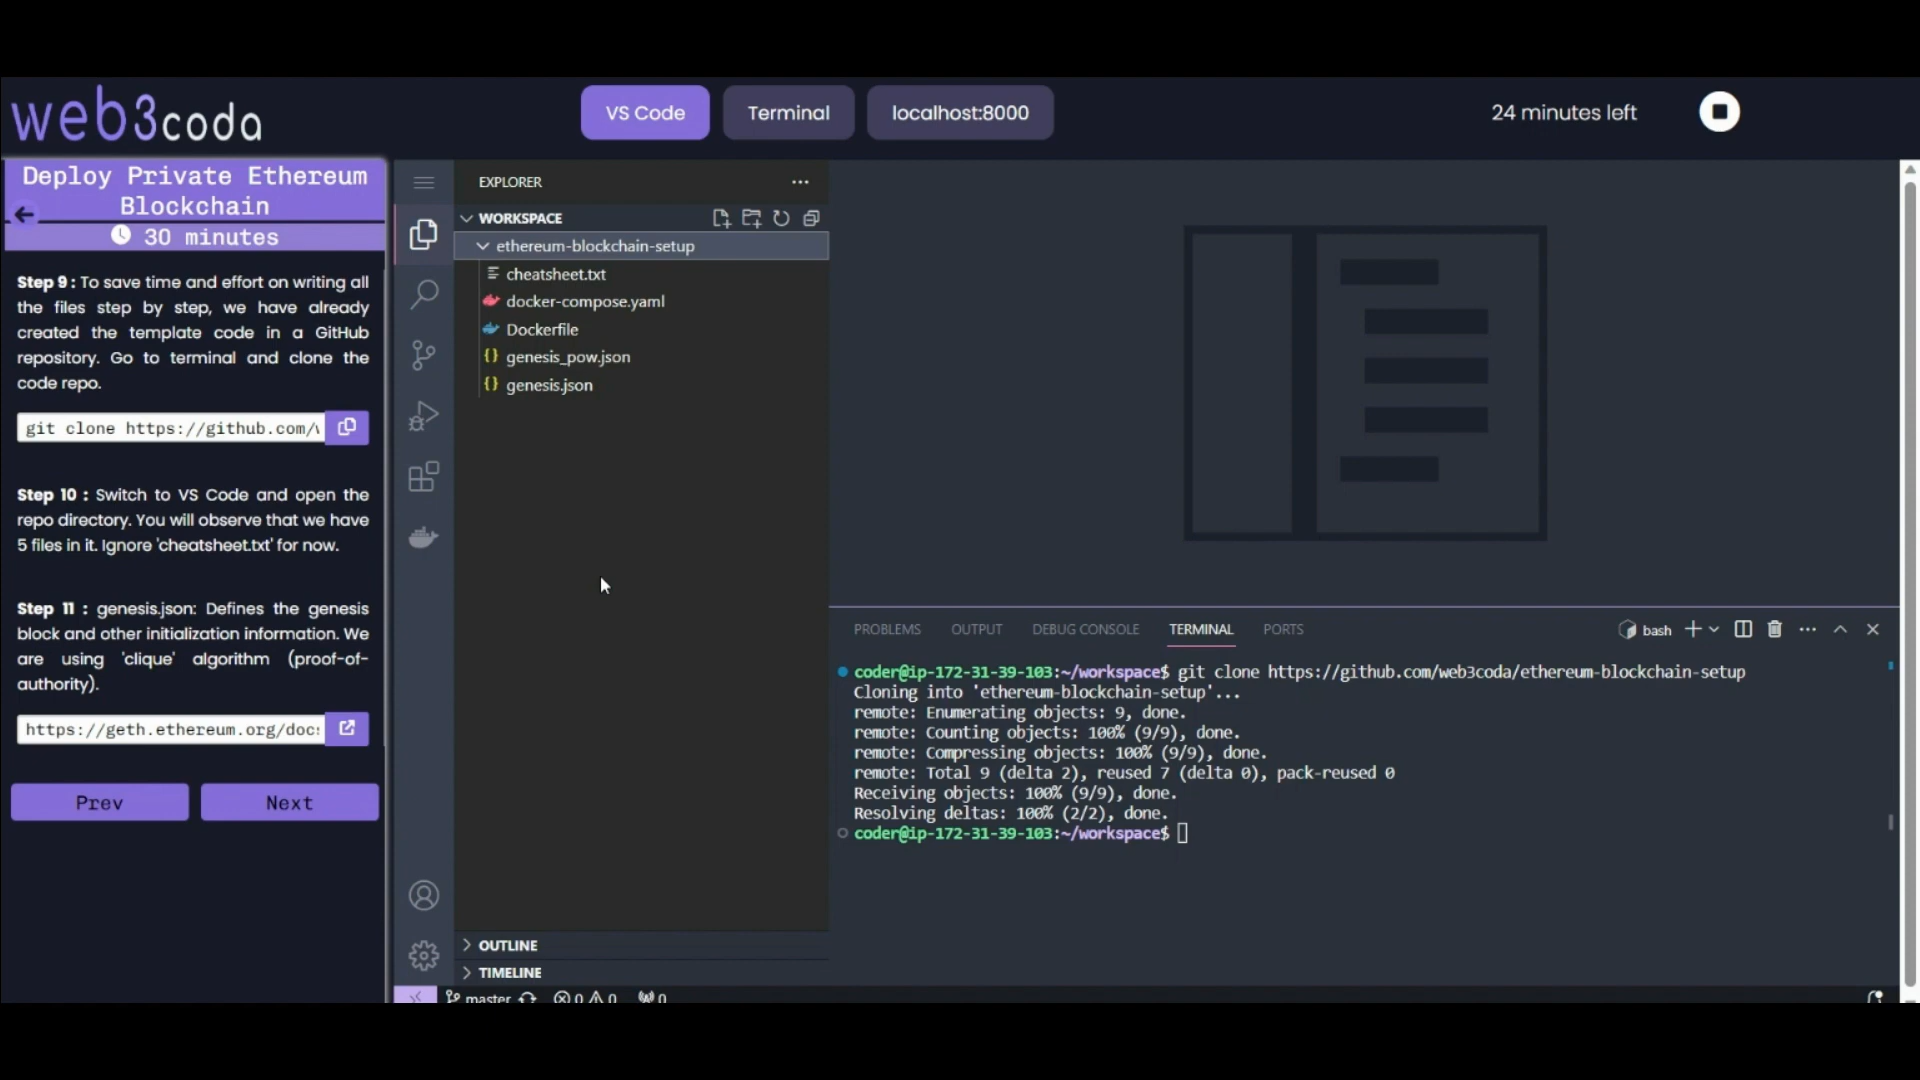 web3coda
VS Code
Terminal
localhost:8000
24 minutes left
Deploy Private Ethereum
Blockchain
30 minutes
Step 9 : To save time and effort on writing all
the files step by step, we have already
created the template code in a GitHub
repository. Go to terminal and clone the
code repo.
git clone https://github.com/
Step 10 : Switch to VS Code and open the
repo directory. You will observe that we have
5 files in it. Ignore 'cheatsheet.txt' for now.
Step 11 : genesis.json: Defines the genesis
block and other initialization information. We
are using 'clique' algorithm (proof-of-
authority).
https://geth.ethereum.org/doc
Prev
Next
EXPLORER
WORKSPACE
ethereum-blockchain-setup
cheatsheet.txt
docker-compose.yaml
Dockerfile
genesis_pow.json
genesis.json
OUTLINE
TIMELINE
master
0
0
0
PROBLEMS
OUTPUT
DEBUG CONSOLE
TERMINAL
PORTS
bash
coder@ip-172-31-39-103:~/workspace$ git clone https://github.com/web3coda/ethereum-blockchain-setup
Cloning into 'ethereum-blockchain-setup'...
remote: Enumerating objects: 9, done.
remote: Counting objects: 100% (9/9), done.
remote: Compressing objects: 100% (9/9), done.
remote: Total 9 (delta 2), reused 7 (delta 0), pack-reused 0
Receiving objects: 100% (9/9), done.
Resolving deltas: 100% (2/2), done.
coder@ip-172-31-39-103:~/workspace$